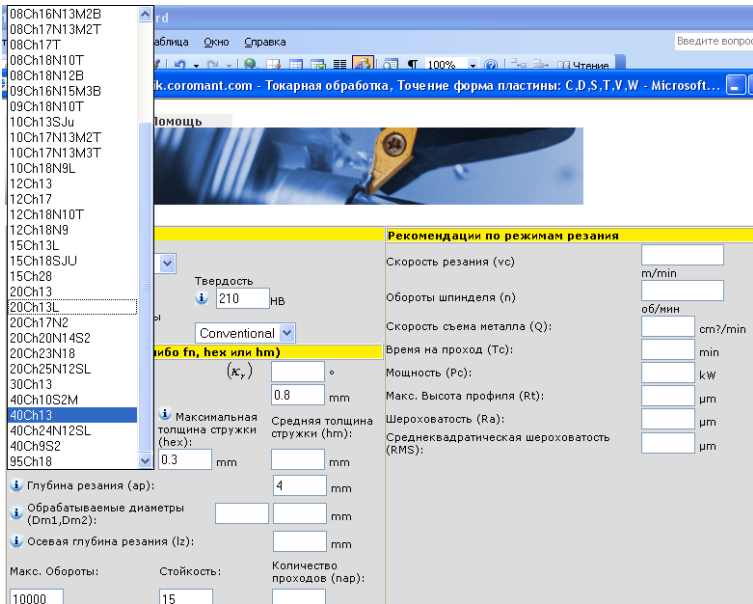 08Ch16N13M2B
08Ch17N13M2T
08Ch17T
08Ch18N10T
08Ch18N12B
08Ch16N15M3B
09Ch18N10T
10Ch13SJu
10Ch17N13M2T
10Ch17N13M3T
10Ch18N9L
12Ch13
12Ch17
12Ch18N10T
12Ch18N9
15Ch13L
15Ch18SJU
15Ch28
20Ch13
20Ch13L
20Ch17N2
20Ch20N14S2
20Ch23N18
20Ch25N12SL
30Ch13
40Ch10S2M
40Ch13
40Ch24N12SL
40Ch9S2
95Ch18
rd
аблица Окно Справка
Введите вопрос
100%
Чтение
ik.coromant.com - Токарная обработка, Точение форма пластины: C,D,S,T,V,W - Microsoft...
Помощь
Твердость
210 HB
ы
Conventional
ибо fn, hex или hm)
(κr) °
0.8 mm
Максимальная толщина стружки (hex):
0.3 mm
Средняя толщина стружки (hm):
mm
Глубина резания (ap): 4 mm
Обрабатываемые диаметры (Dm1,Dm2): mm
Осевая глубина резания (lz): mm
Макс. Обороты: Стойкость: Количество проходов (nap):
10000 15
Рекомендации по режимам резания
Скорость резания (vc)
m/min
Обороты шпинделя (n)
об/мин
Скорость съема металла (Q): cm?/min
Время на проход (Tc): min
Мощность (Pc): kW
Макс. Высота профиля (Rt): µm
Шероховатость (Ra): µm
Среднеквадратическая шероховатость (RMS): µm